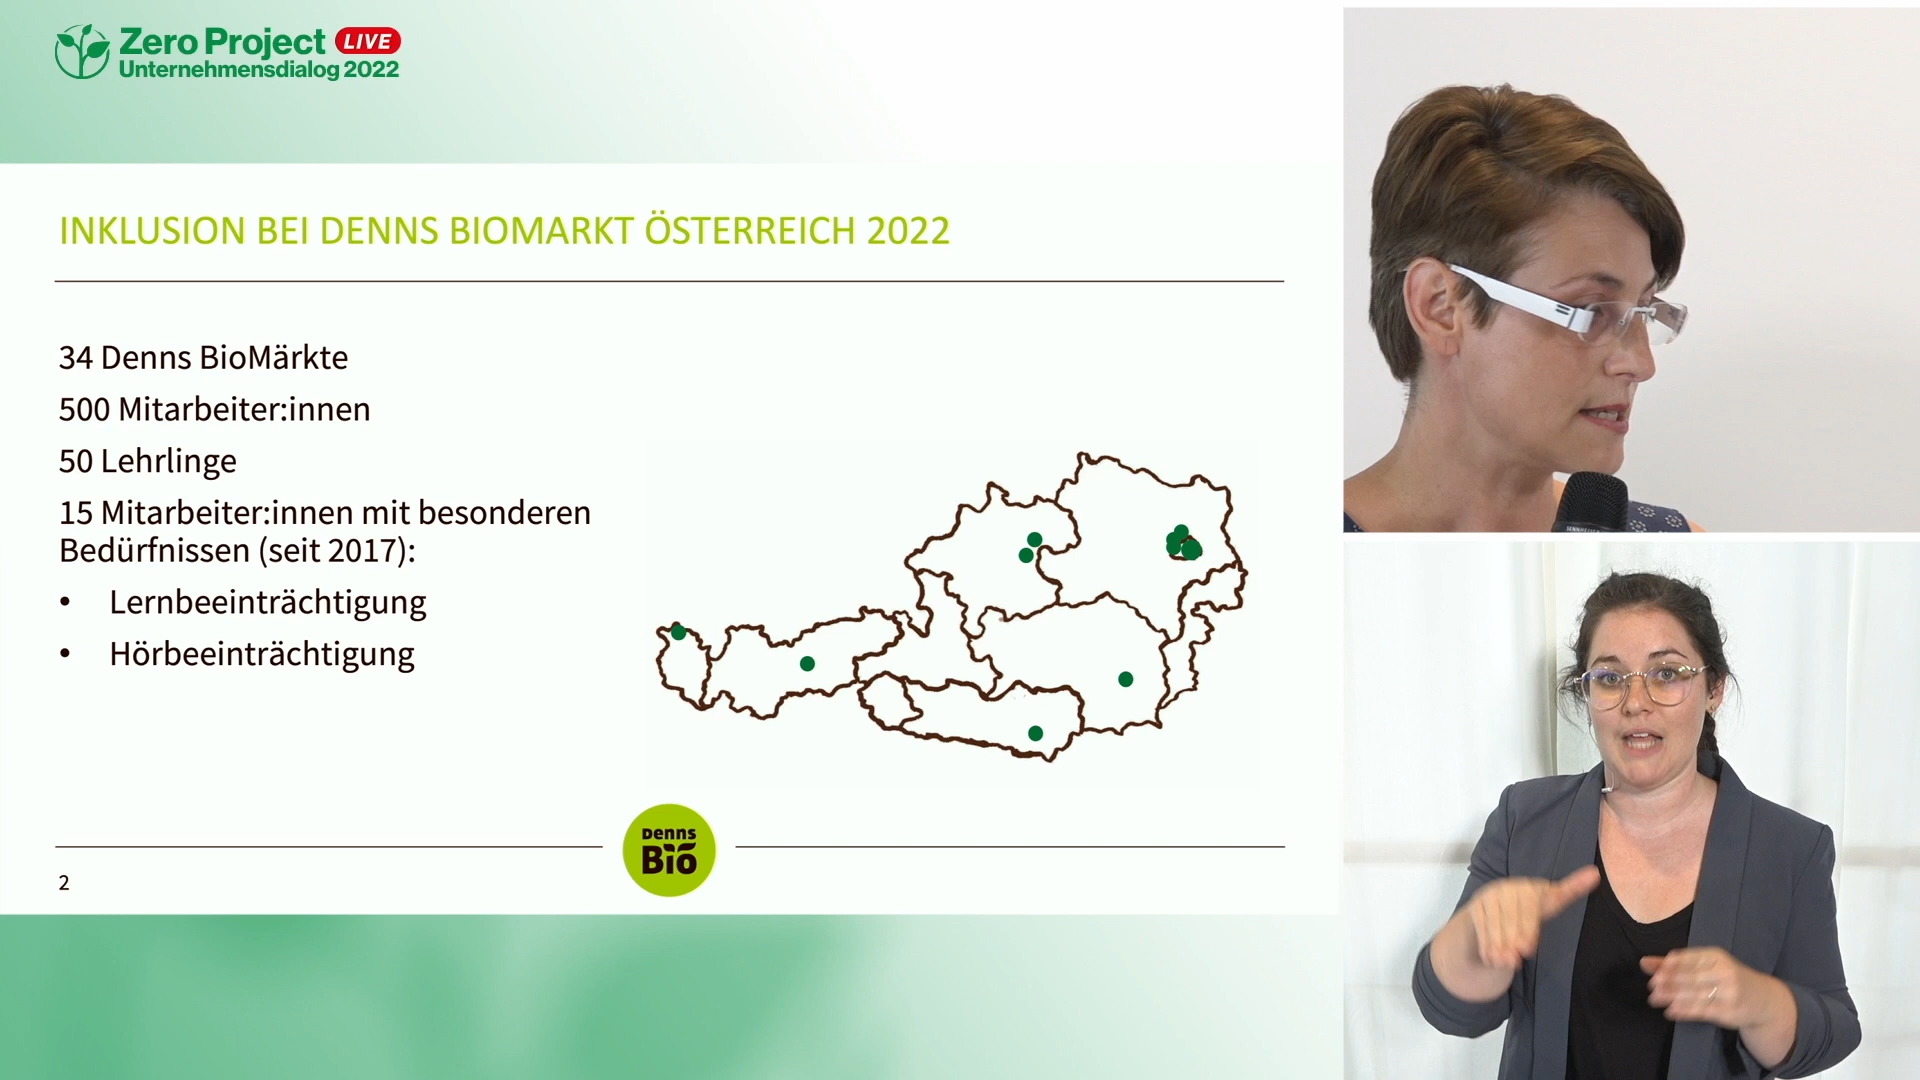 Zero Project LIVE
Unternehmensdialog 2022
INKLUSION BEI DENNS BIOMARKT ÖSTERREICH 2022
34 Denns BioMärkte
500 Mitarbeiter:innen
50 Lehrlinge
15 Mitarbeiter:innen mit besonderen
Bedürfnissen (seit 2017):
• Lernbeeinträchtigung
• Hörbeeinträchtigung
Denns
Bio
2